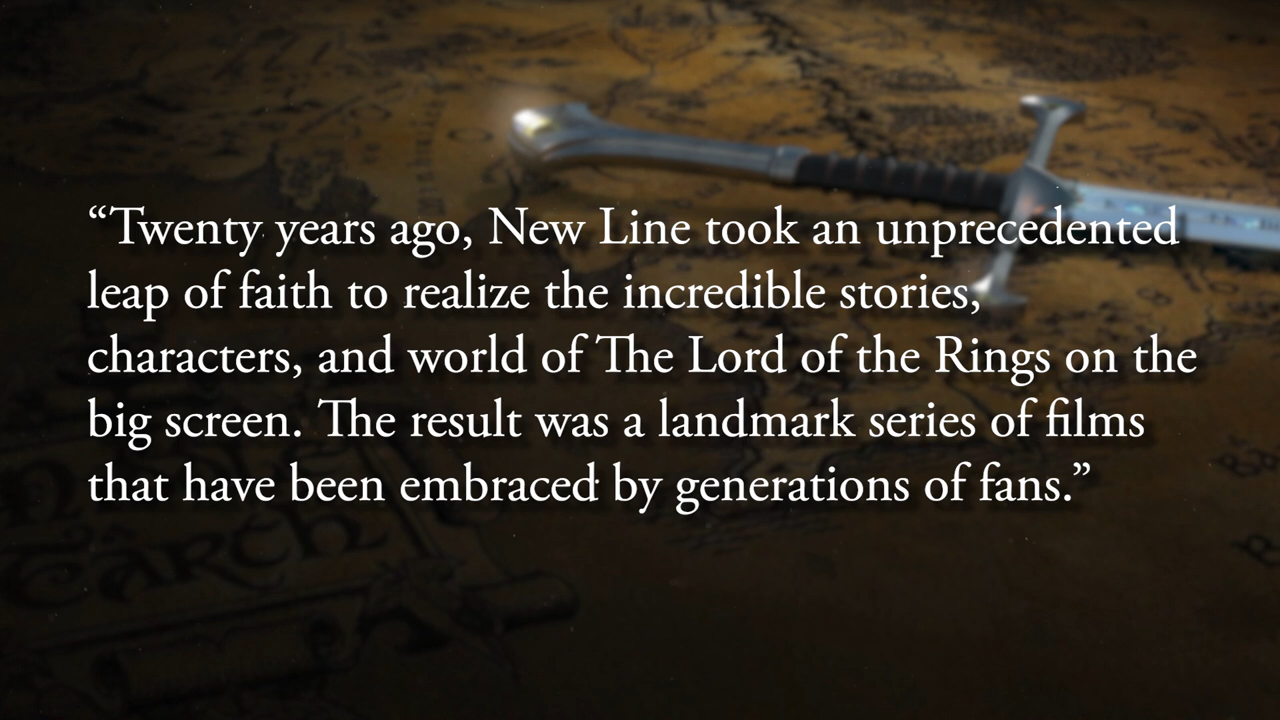 “Twenty years ago, New Line took an unprecedented
leap of faith to realize the incredible stories,
characters, and world of The Lord of the Rings on the
big screen. The result was a landmark series of films
that have been embraced by generations of fans.”